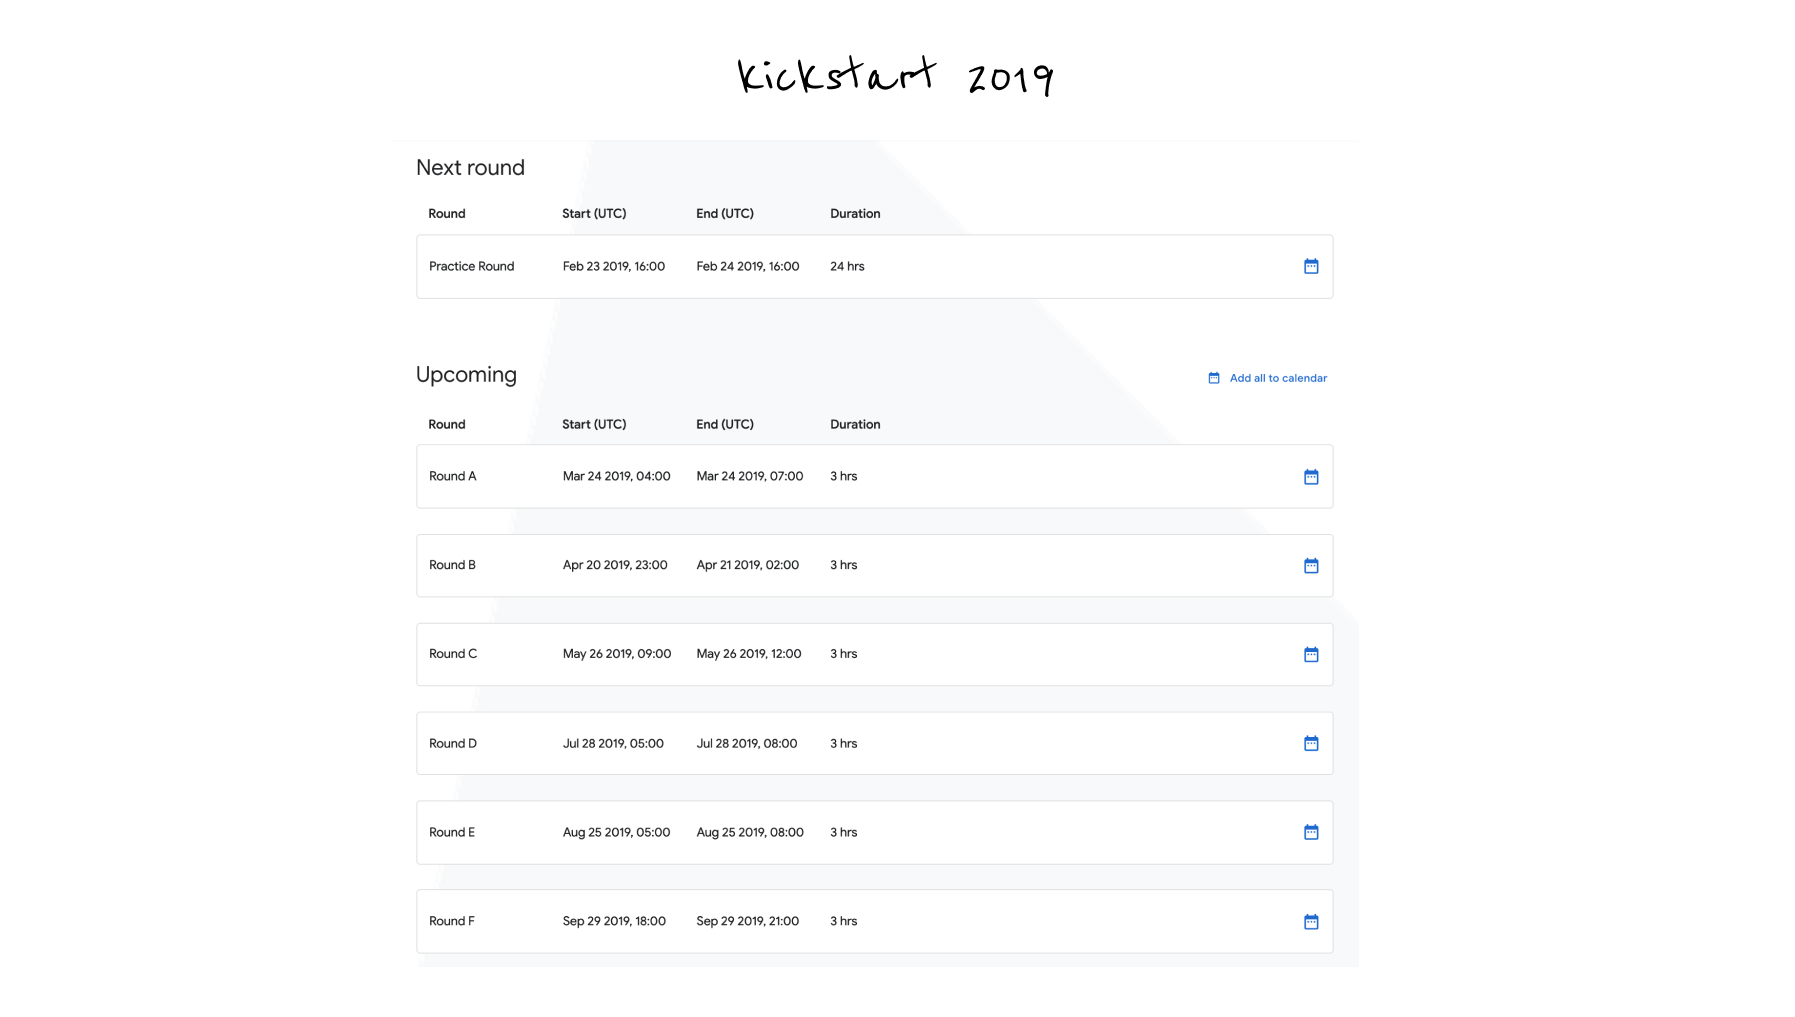 kickstart 2019
Next round
Round Start (UTC) End (UTC) Duration
Practice Round Feb 23 2019, 16:00 Feb 24 2019, 16:00 24 hrs
Upcoming Add all to calendar
Round Start (UTC) End (UTC) Duration
Round A Mar 24 2019, 04:00 Mar 24 2019, 07:00 3 hrs
Round B Apr 20 2019, 23:00 Apr 21 2019, 02:00 3 hrs
Round C May 26 2019, 09:00 May 26 2019, 12:00 3 hrs
Round D Jul 28 2019, 05:00 Jul 28 2019, 08:00 3 hrs
Round E Aug 25 2019, 05:00 Aug 25 2019, 08:00 3 hrs
Round F Sep 29 2019, 18:00 Sep 29 2019, 21:00 3 hrs